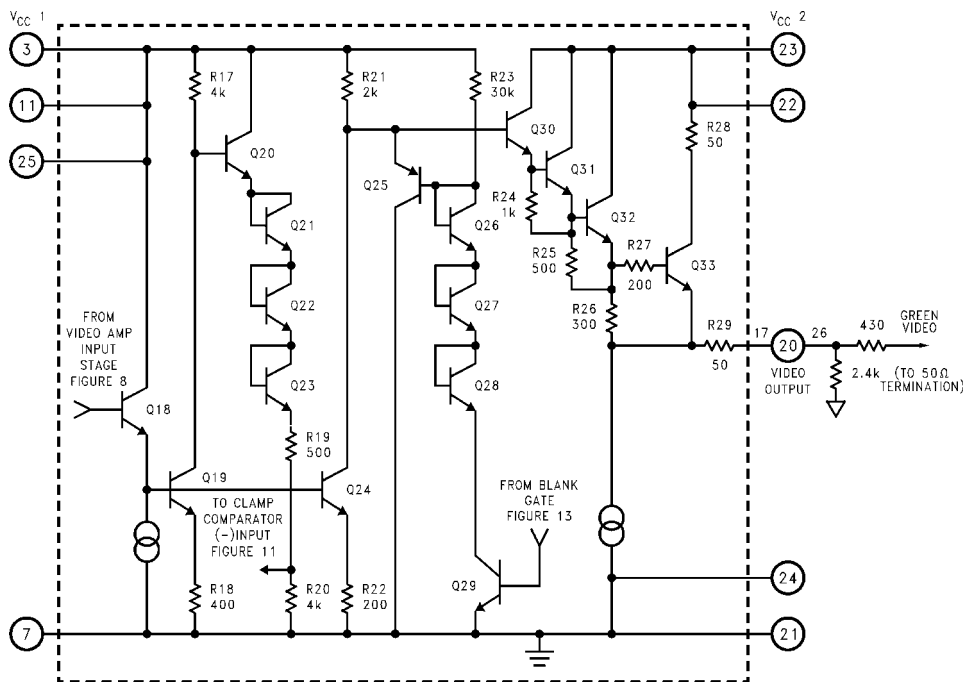 VCC 1
VCC 2
3
11
25
7
23
22
20
24
21
R17
4k
R21
2k
R23
30k
R28
50
Q20
Q21
Q22
Q23
Q25
Q26
Q27
Q28
Q30
Q31
Q32
Q33
R24
1k
R25
500
R27
200
R26
300
R29
50
17
26
VIDEO
OUTPUT
430
GREEN
VIDEO
2.4k (TO 50Ω
TERMINATION)
FROM
VIDEO AMP
INPUT
STAGE
FIGURE 8
Q18
Q19
Q24
R19
500
TO CLAMP
COMPARATOR
(-)INPUT
FIGURE 11
FROM BLANK
GATE
FIGURE 13
Q29
R18
400
R20
4k
R22
200